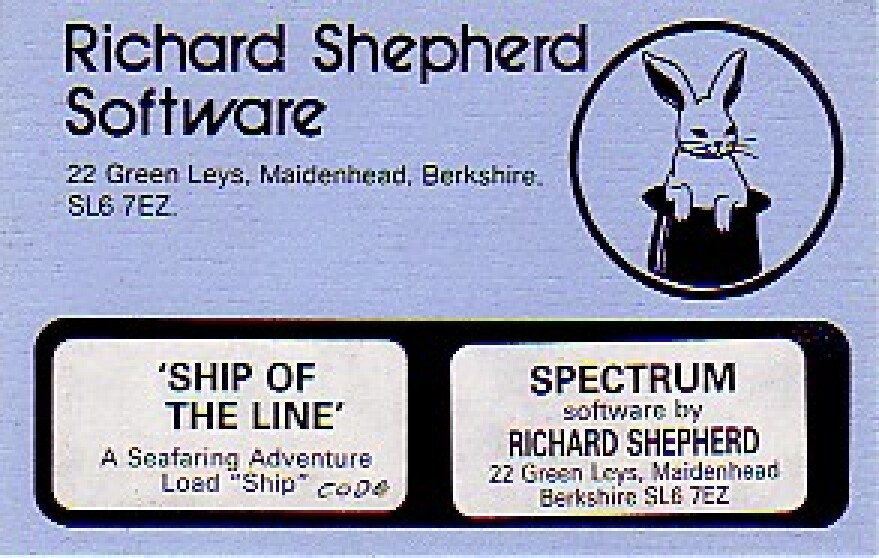 Richard Shepherd
Software
22 Green Leys, Maidenhead, Berkshire.
SL6 7EZ.
'SHIP OF
THE LINE'
A Seafaring Adventure
Load "Ship" CODE
SPECTRUM
software by
RICHARD SHEPHERD
22 Green Leys, Maidenhead
Berkshire SL6 7EZ